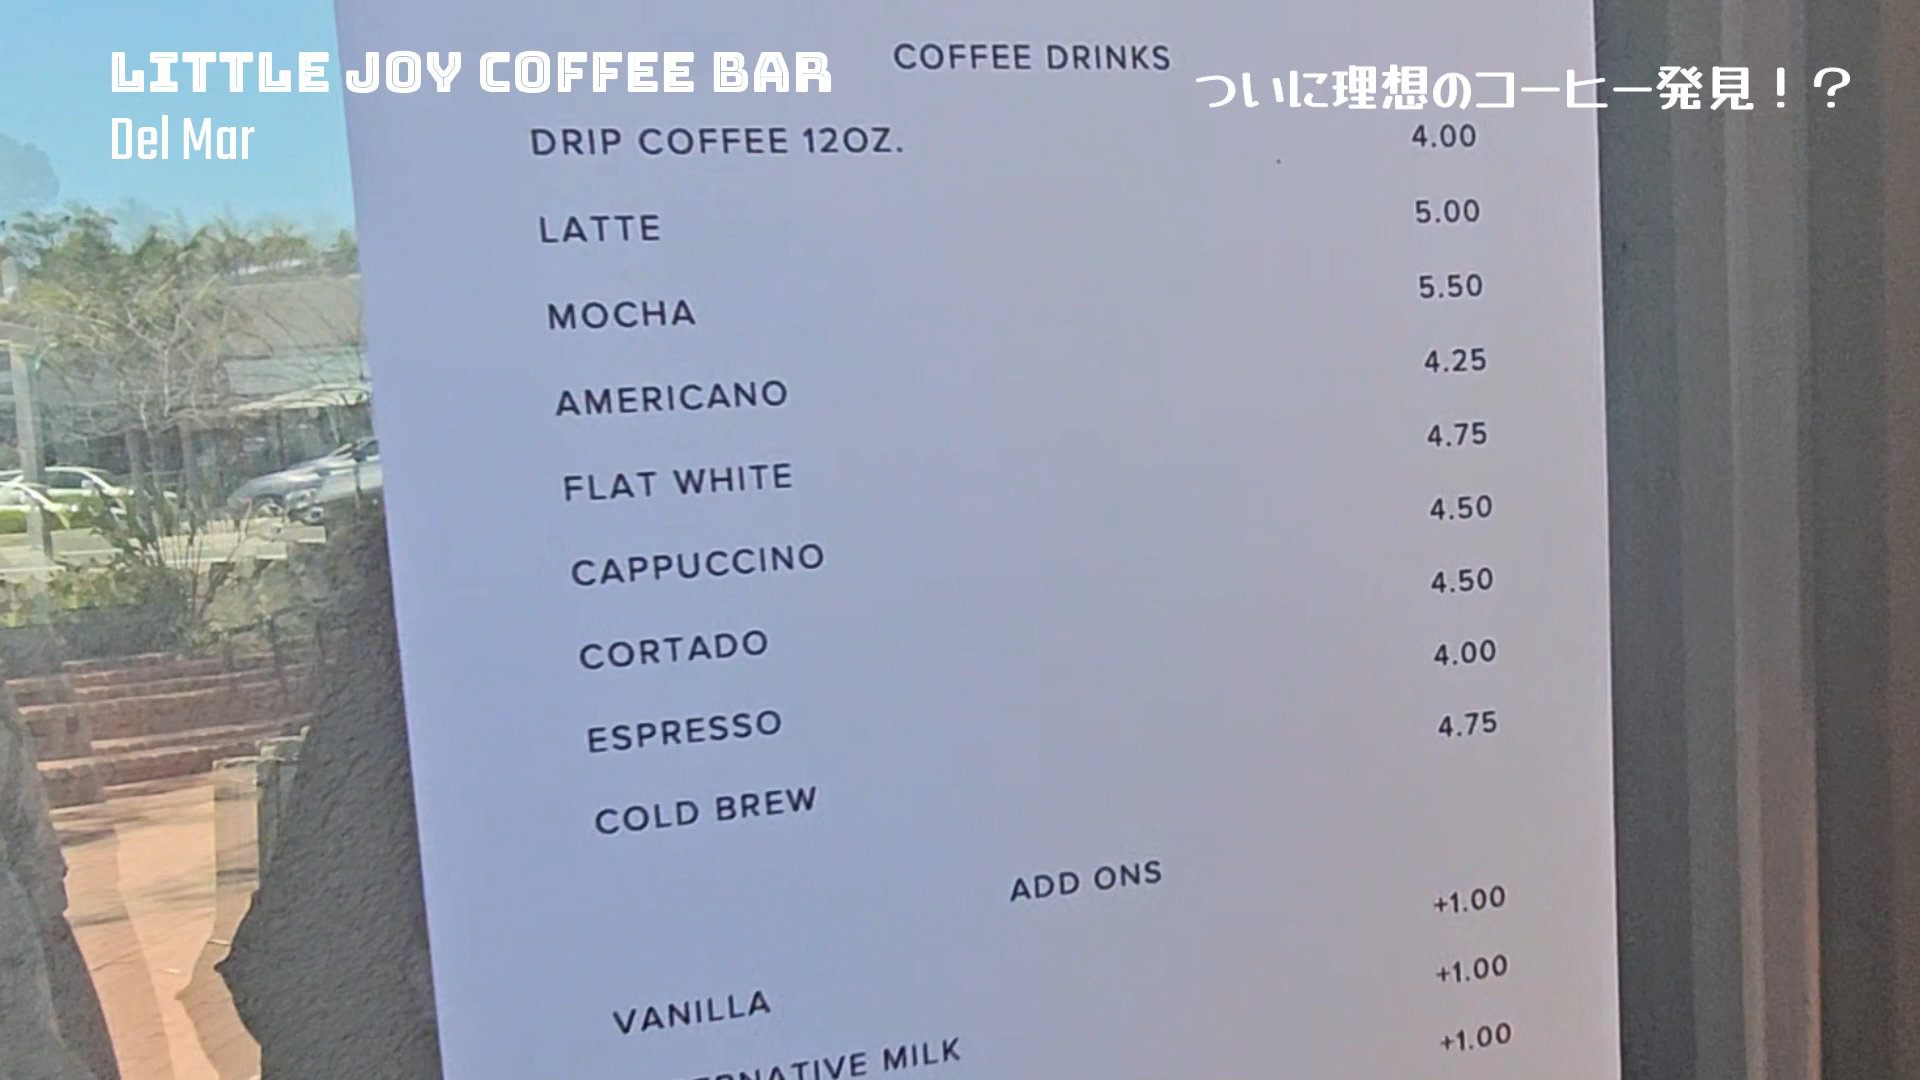 LITTLE JOY COFFEE BAR
Del Mar
ついに理想のコーヒー発見！？
COFFEE DRINKS
DRIP COFFEE 12OZ. 4.00
LATTE 5.00
MOCHA 5.50
AMERICANO 4.25
FLAT WHITE 4.75
CAPPUCCINO 4.50
CORTADO 4.50
ESPRESSO 4.00
COLD BREW 4.75
ADD ONS
VANILLA +1.00
MILK +1.00
+1.00